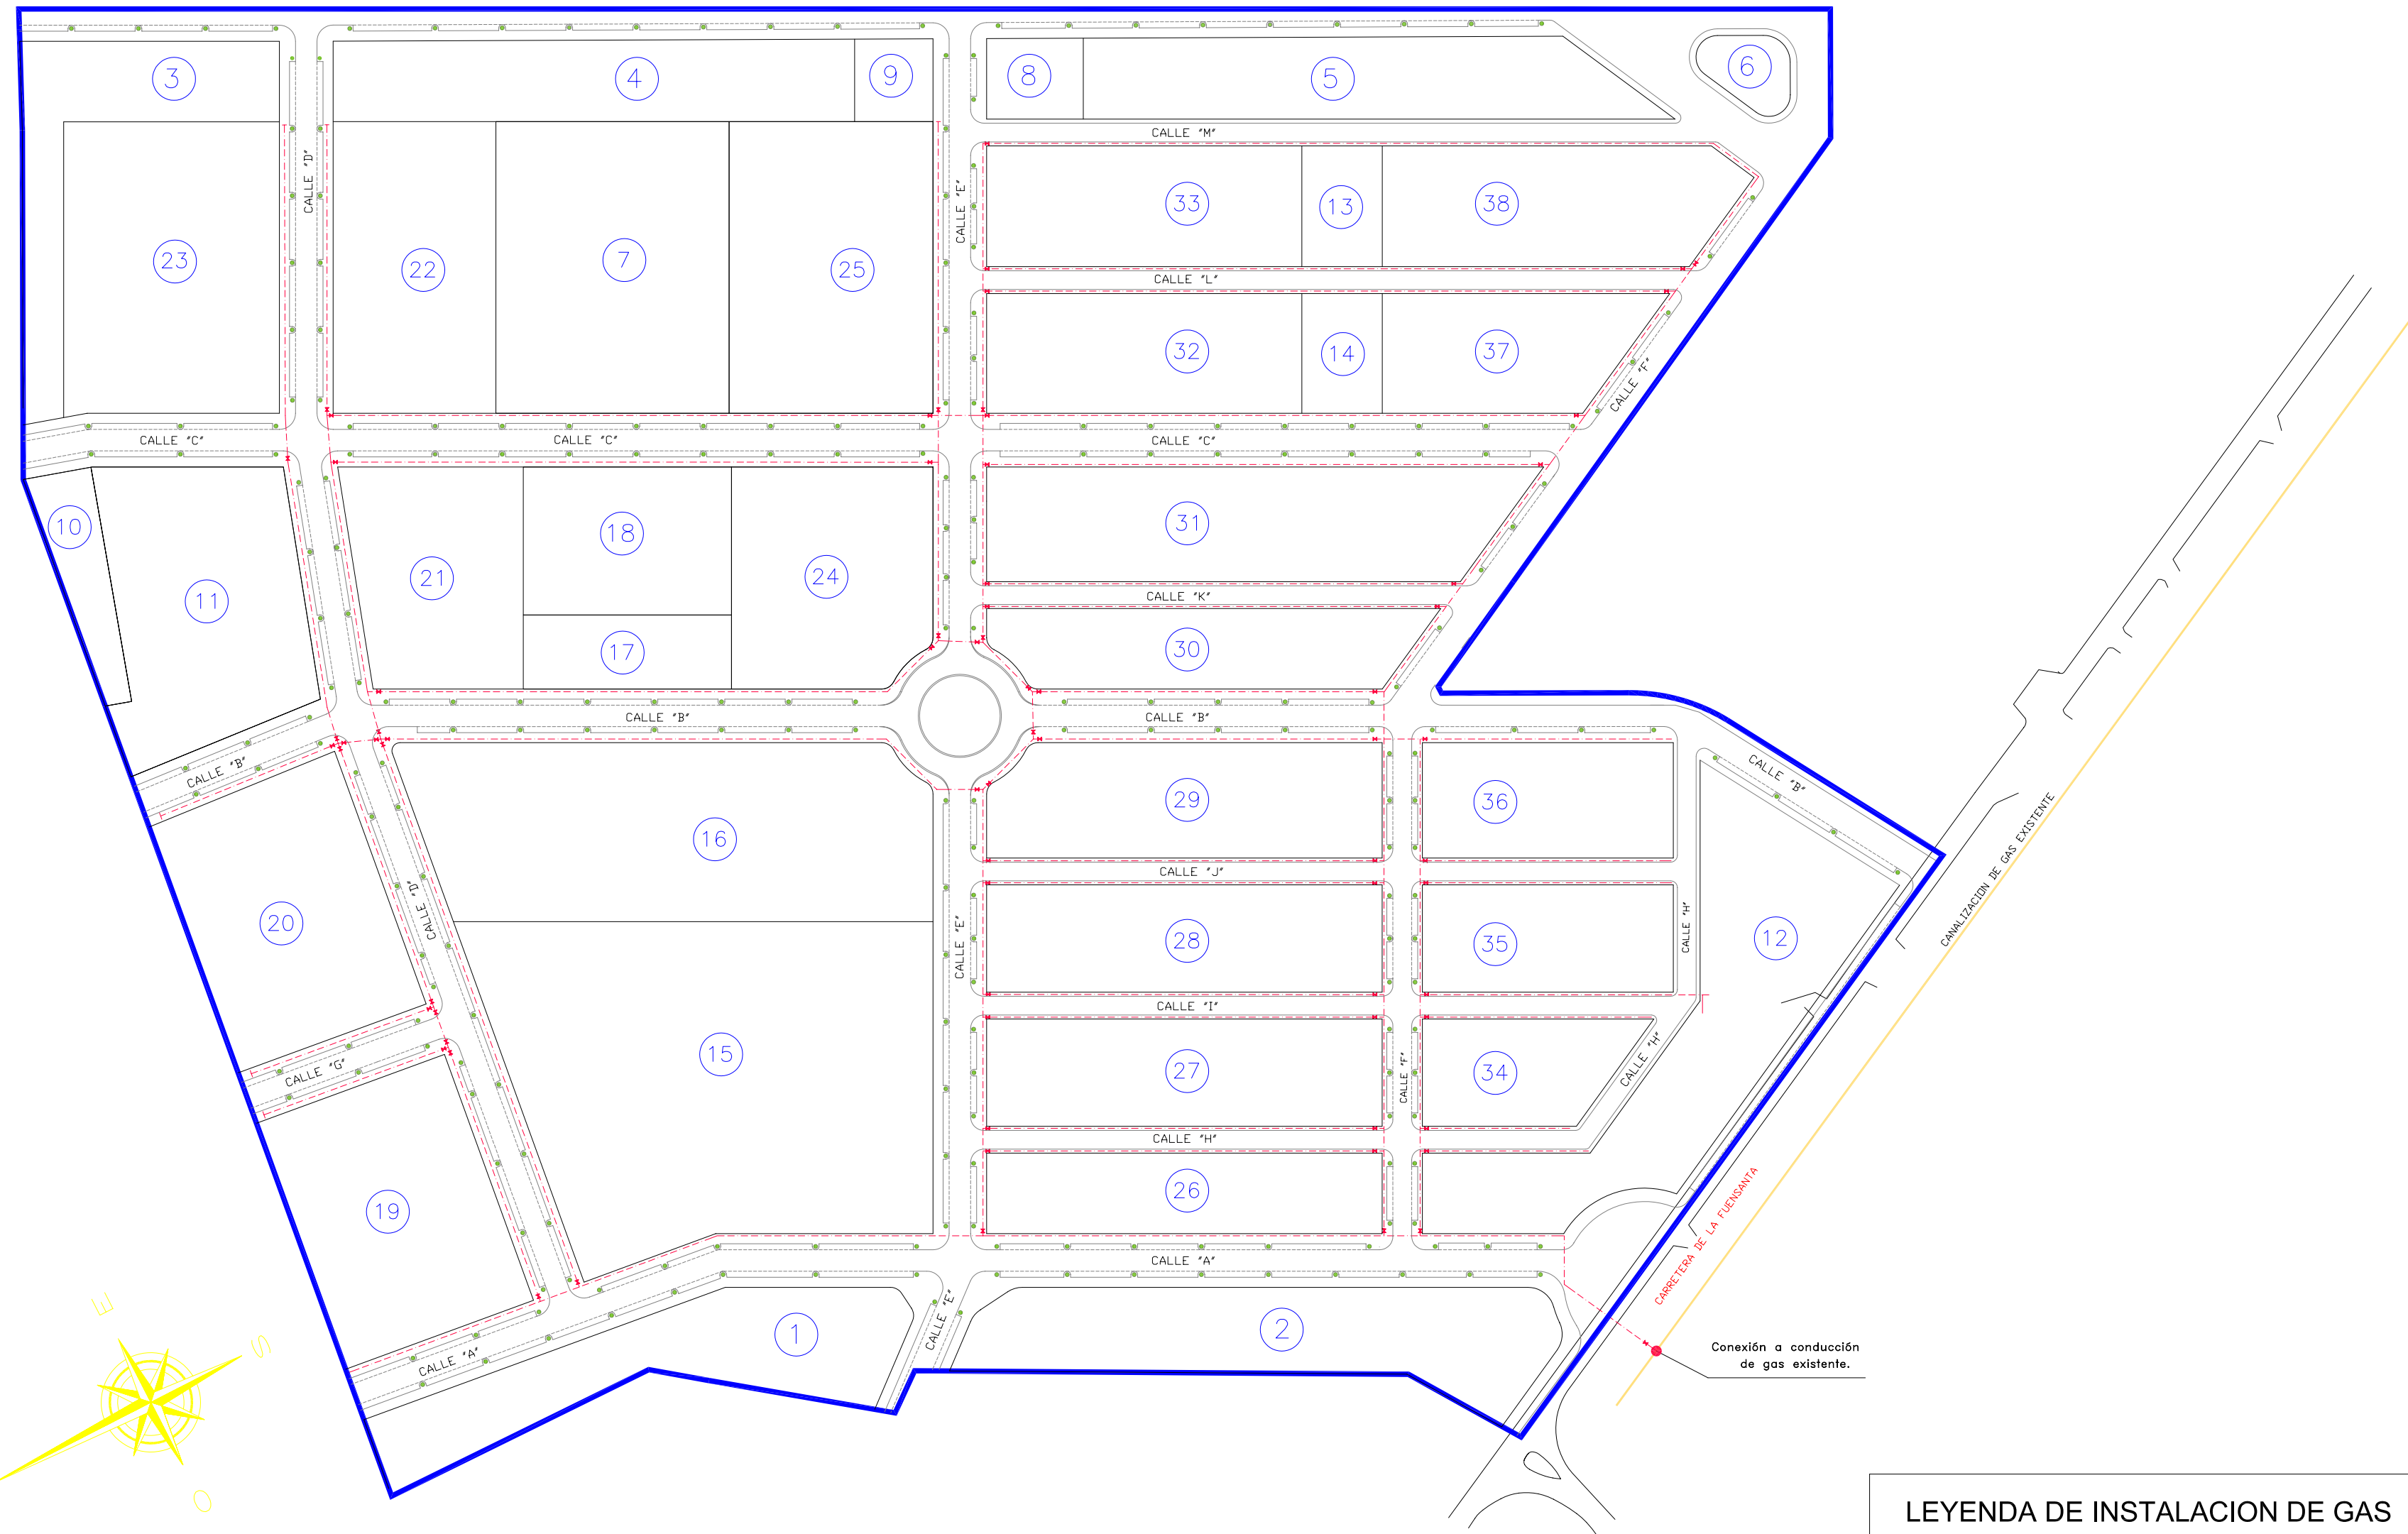 3
4
9
8
5
6
CALLE "M"
CALLE "D"
CALLE "E"
33
13
38
23
22
7
25
CALLE "L"
32
14
37
CALLE "F"
CALLE "C"
CALLE "C"
CALLE "C"
10
18
31
11
21
24
CALLE "K"
17
30
CALLE "B"
CALLE "B"
CALLE "B"
CALLE "B"
29
36
16
CALLE "J"
CANALIZACION DE GAS EXISTENTE
20
CALLE "D"
CALLE "E"
28
35
CALLE "H"
12
CALLE "I"
15
CALLE "G"
27
CALLE "F"
34
CALLE "H"
CALLE "H"
19
26
CARRETERA DE LA FUENSANTA
CALLE "A"
E
S
CALLE "E"
1
2
Conexión a conducción
de gas existente.
CALLE "A"
O
LEYENDA DE INSTALACION DE GAS